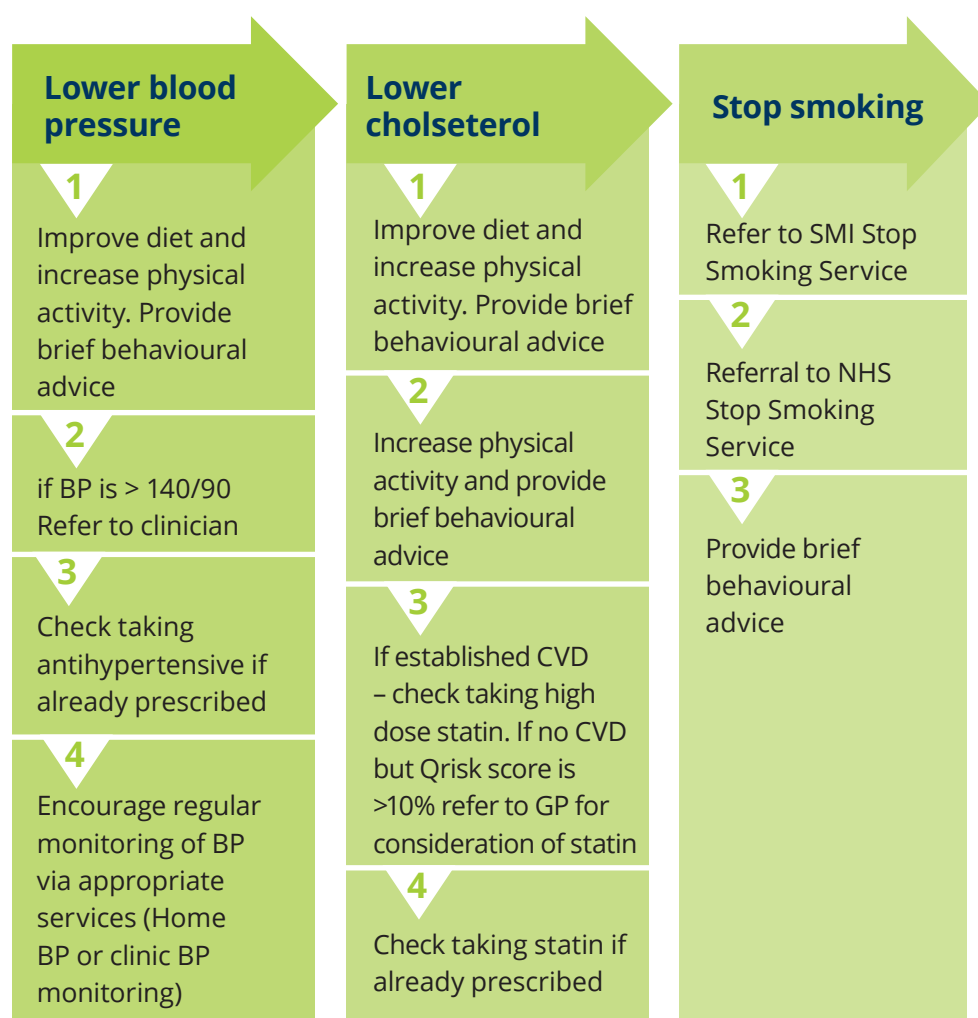 Lower blood
pressure
1
Improve diet and
increase physical
activity. Provide
brief behavioural
advice
2
if BP is > 140/90
Refer to clinician
3
Check taking
antihypertensive if
already prescribed
4
Encourage regular
monitoring of BP
via appropriate
services (Home
BP or clinic BP
monitoring)
Lower
cholseterol
1
Improve diet and
increase physical
activity. Provide brief
behavioural advice
2
Increase physical
activity and provide
brief behavioural
advice
3
If established CVD
– check taking high
dose statin. If no CVD
but Qrisk score is
>10% refer to GP for
consideration of statin
4
Check taking statin if
already prescribed
Stop smoking
1
Refer to SMI Stop
Smoking Service
2
Referral to NHS
Stop Smoking
Service
3
Provide brief
behavioural
advice